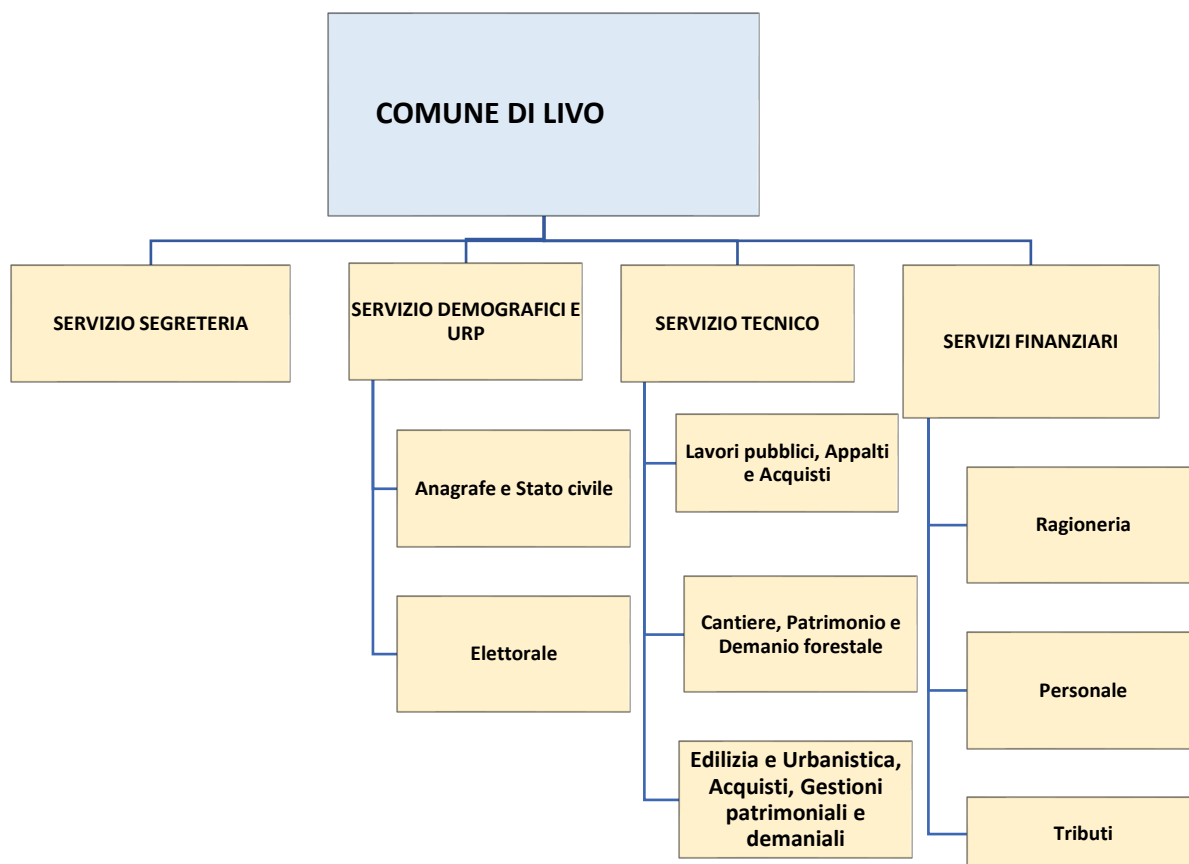 COMUNE DI LIVO
SERVIZIO SEGRETERIA
SERVIZIO DEMOGRAFICI E
URP
SERVIZIO TECNICO
SERVIZI FINANZIARI
Anagrafe e Stato civile
Elettorale
Lavori pubblici, Appalti
e Acquisti
Cantiere, Patrimonio e
Demanio forestale
Edilizia e Urbanistica,
Acquisti, Gestioni
patrimoniali e
demaniali
Ragioneria
Personale
Tributi